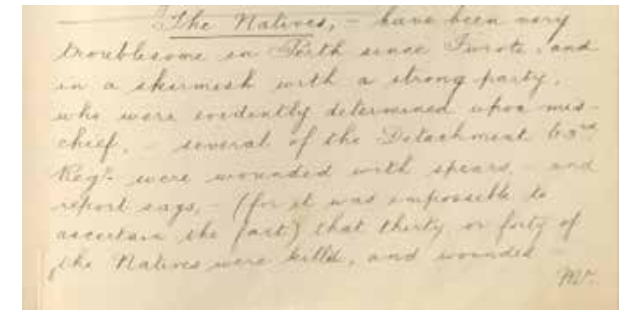 The Natives, - have been very
troublesome in Perth since I wrote, and
in a skirmish with a strong party,
who were evidently determined upon mis-
chief, - several of the Detachment 63rd
Regt. were wounded with spears, - and
report says, - (for it was impossible to
ascertain the fact) that thirty or forty of
the Natives were killd, and wounded -
Mr.